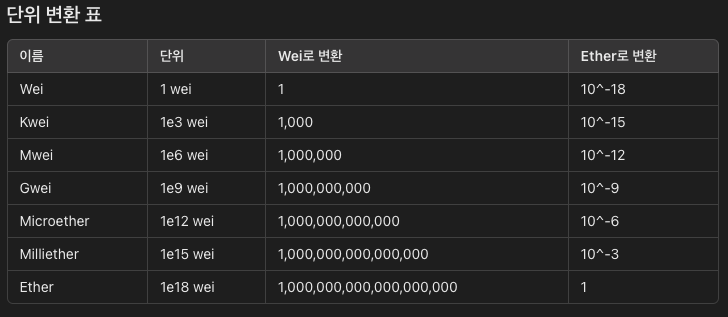 단위 변환 표
이름 단위 Wei로 변환 Ether로 변환
Wei 1 wei 1 10^-18
Kwei 1e3 wei 1,000 10^-15
Mwei 1e6 wei 1,000,000 10^-12
Gwei 1e9 wei 1,000,000,000 10^-9
Microether 1e12 wei 1,000,000,000,000 10^-6
Milliether 1e15 wei 1,000,000,000,000,000 10^-3
Ether 1e18 wei 1,000,000,000,000,000,000 1